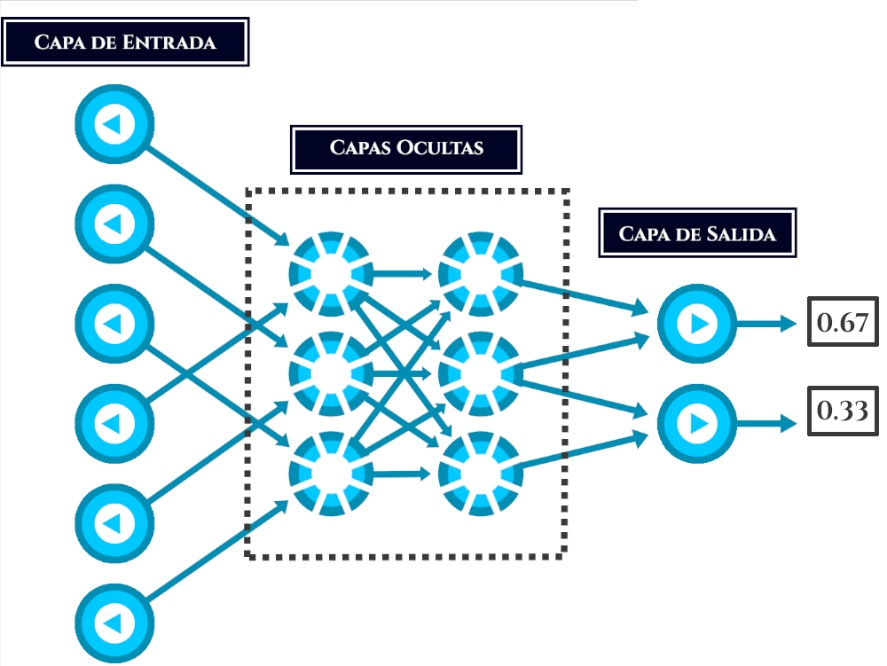 Capa de Entrada
Capas Ocultas
Capa de Salida
0.67
0.33